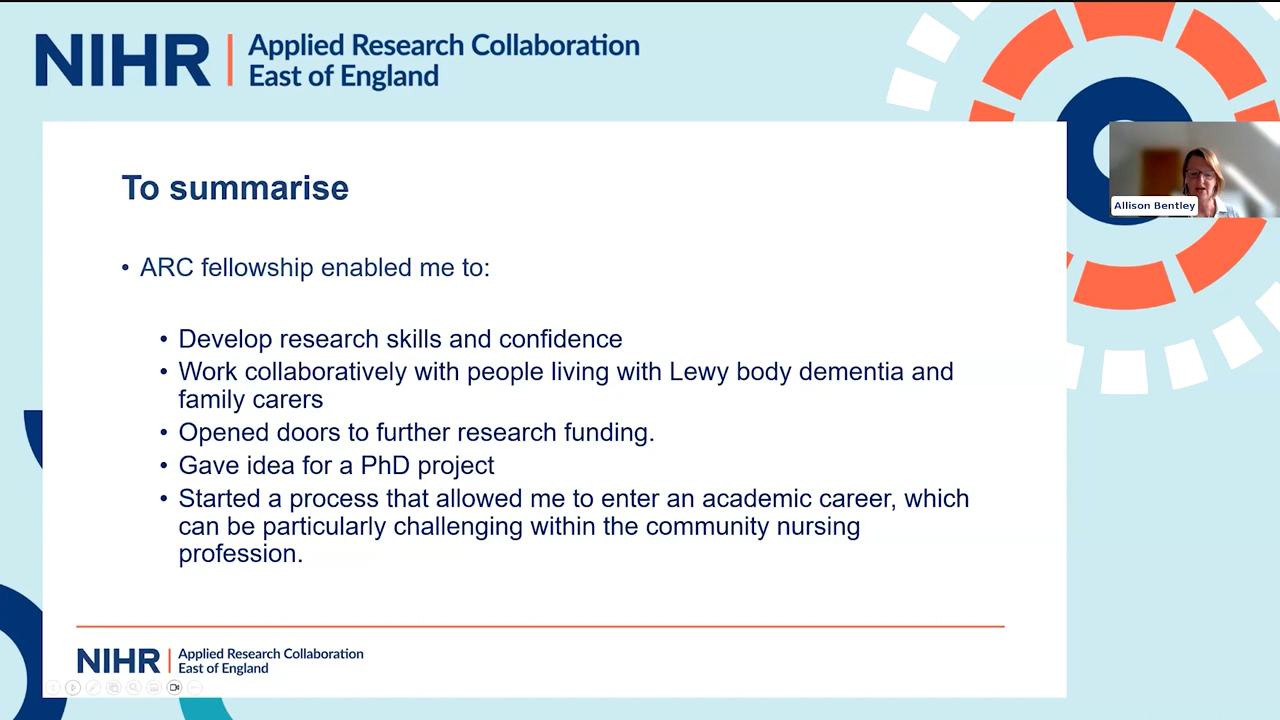 NIHR | Applied Research Collaboration
East of England
Allison Bentley
To summarise
• ARC fellowship enabled me to:
• Develop research skills and confidence
• Work collaboratively with people living with Lewy body dementia and
family carers
• Opened doors to further research funding.
• Gave idea for a PhD project
• Started a process that allowed me to enter an academic career, which
can be particularly challenging within the community nursing
profession.
NIHR | Applied Research Collaboration
East of England